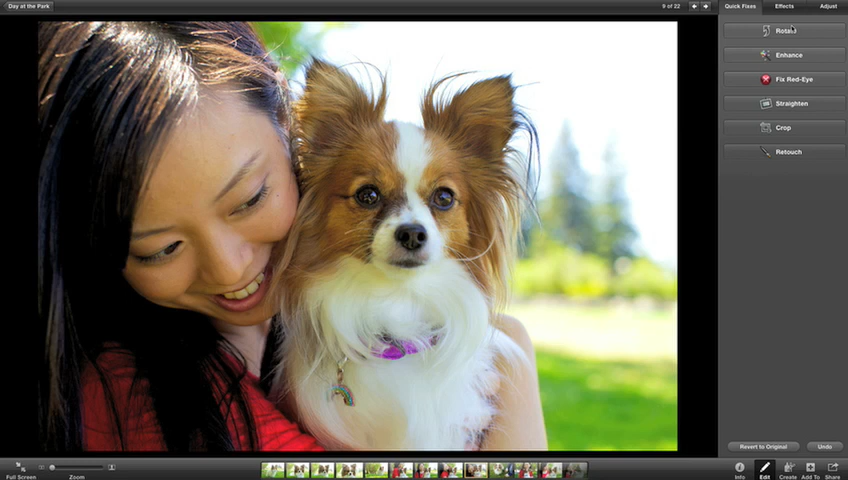 Day at the Park
9 of 22
Quick Fixes
Effects
Adjust
Rotate
Enhance
Fix Red-Eye
Straighten
Crop
Retouch
Revert to Original
Undo
Full Screen
Zoom
Info
Edit
Create
Add To
Share